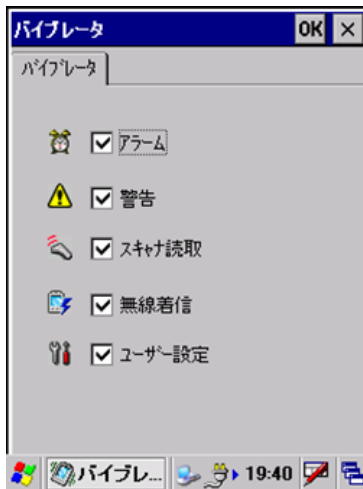 バイブレータ OK ×
バイブレータ
アラーム
警告
スキャナ読取
無線着信
ユーザー設定
バイブレ... 19:40